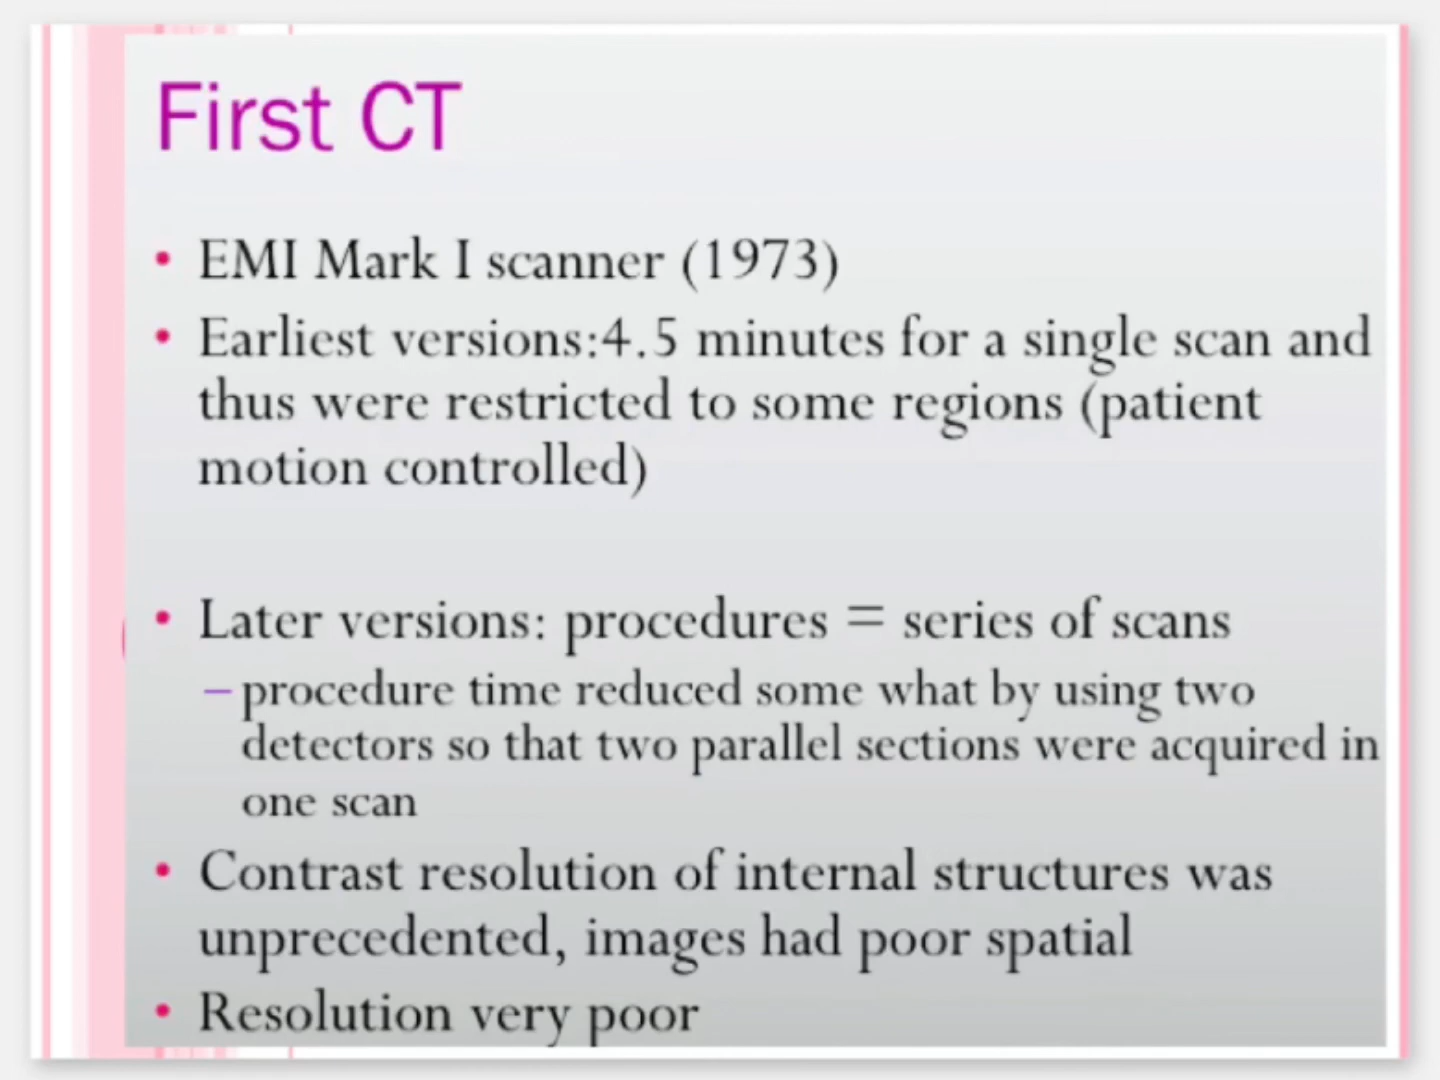 First CT
• EMI Mark I scanner (1973)
• Earliest versions:4.5 minutes for a single scan and
thus were restricted to some regions (patient
motion controlled)
• Later versions: procedures = series of scans
– procedure time reduced some what by using two
detectors so that two parallel sections were acquired in
one scan
• Contrast resolution of internal structures was
unprecedented, images had poor spatial
• Resolution very poor